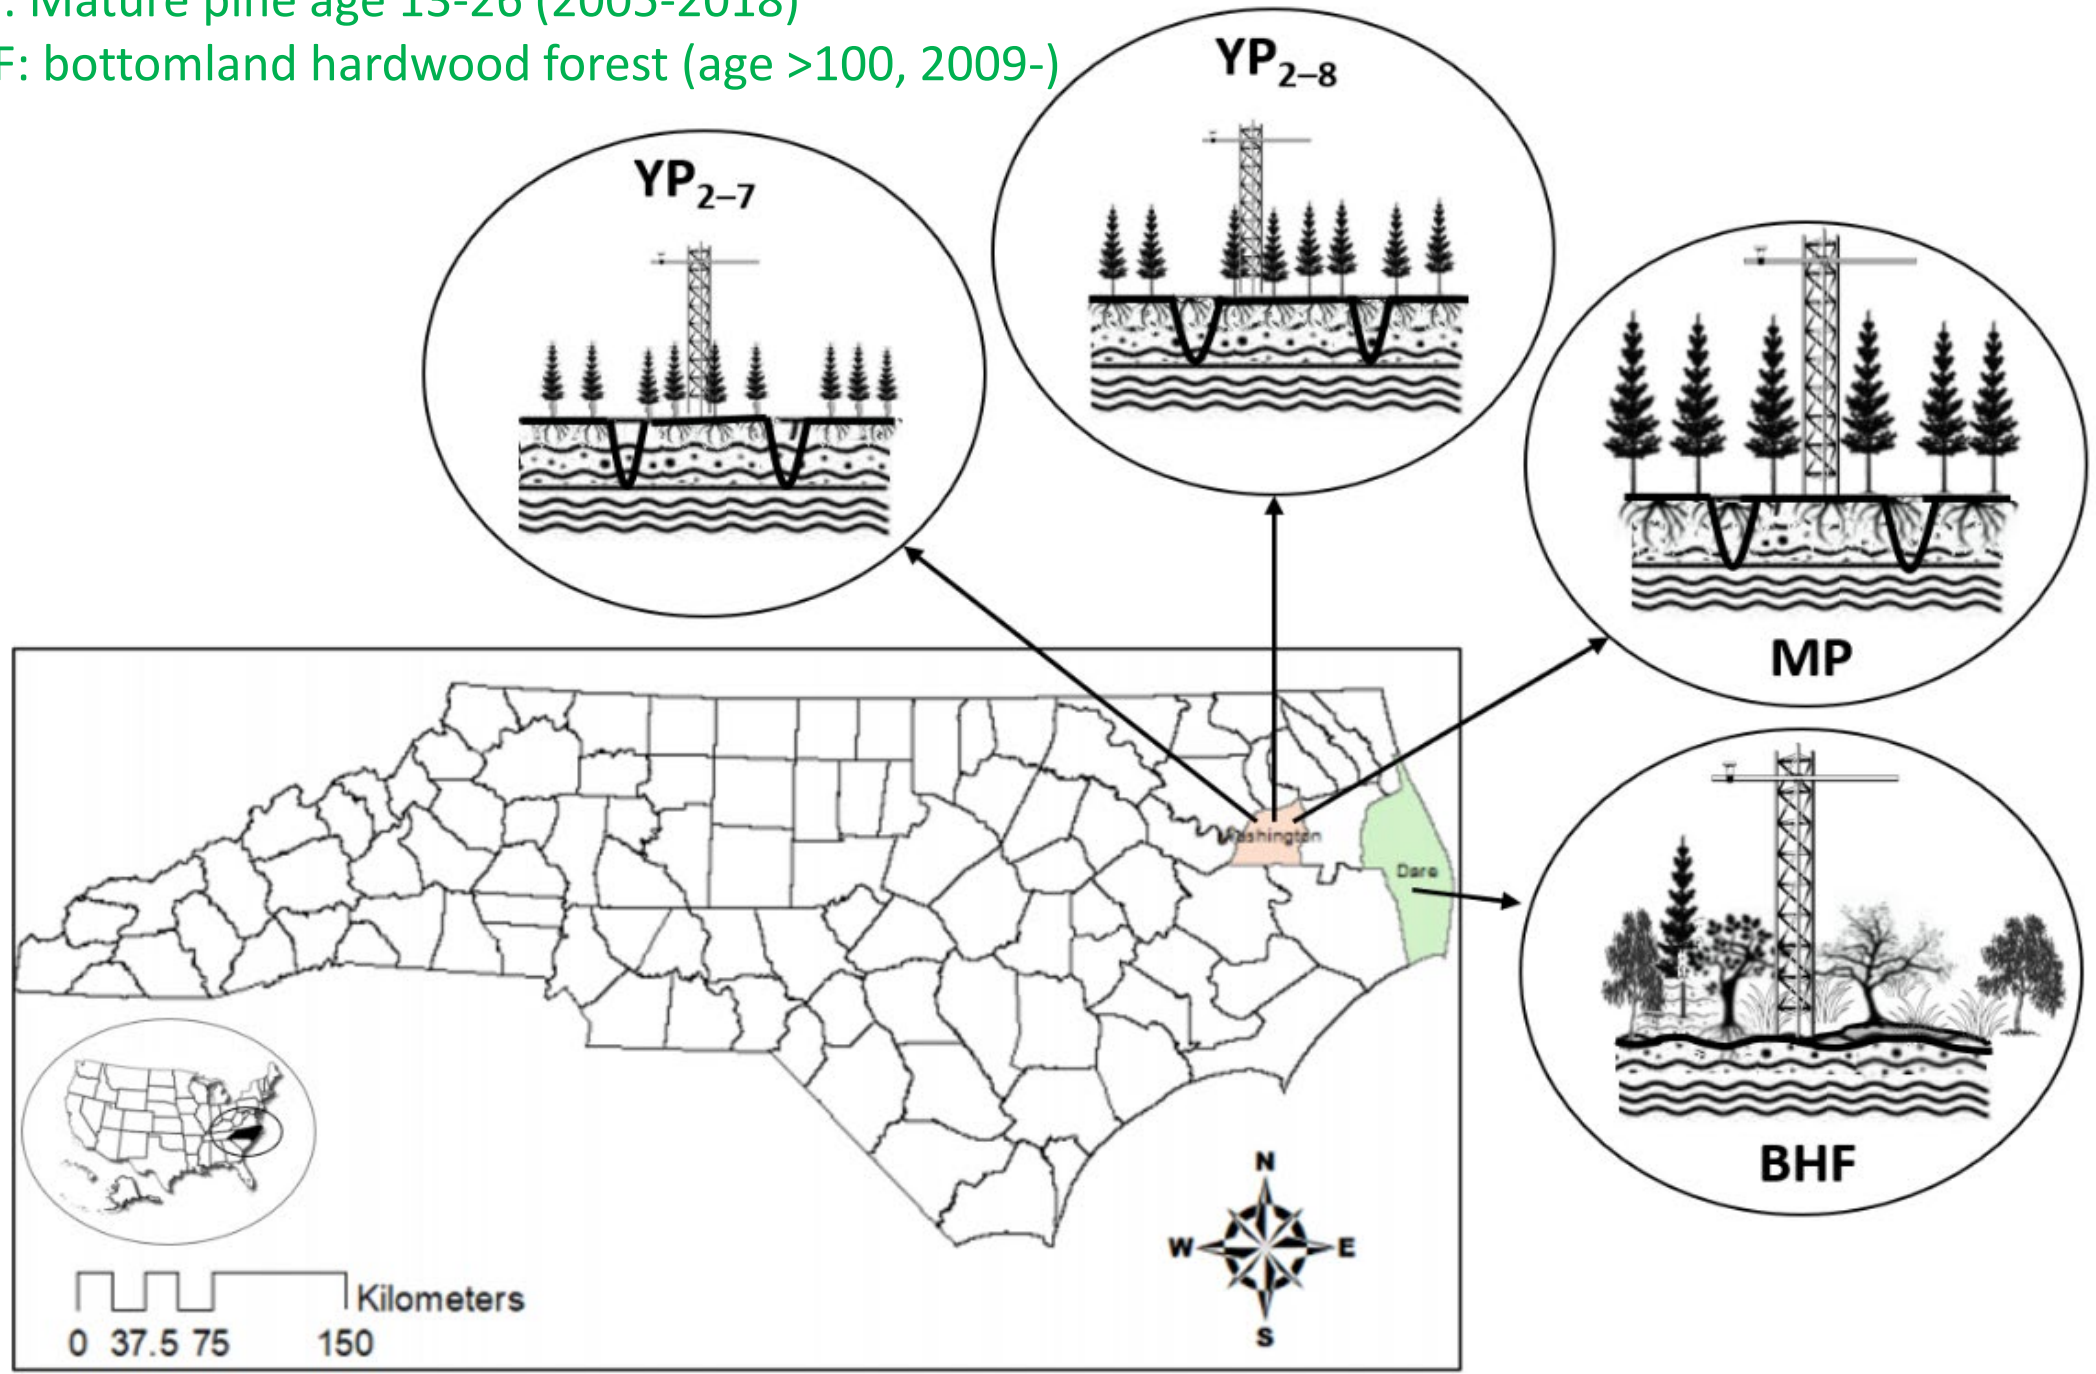 : Mature pine age 13-26 (2005-2018)
F: bottomland hardwood forest (age >100, 2009-)
YP2–8
YP2–7
MP
Washington
Dare
BHF
N
W E
S
Kilometers
0 37.5 75 150